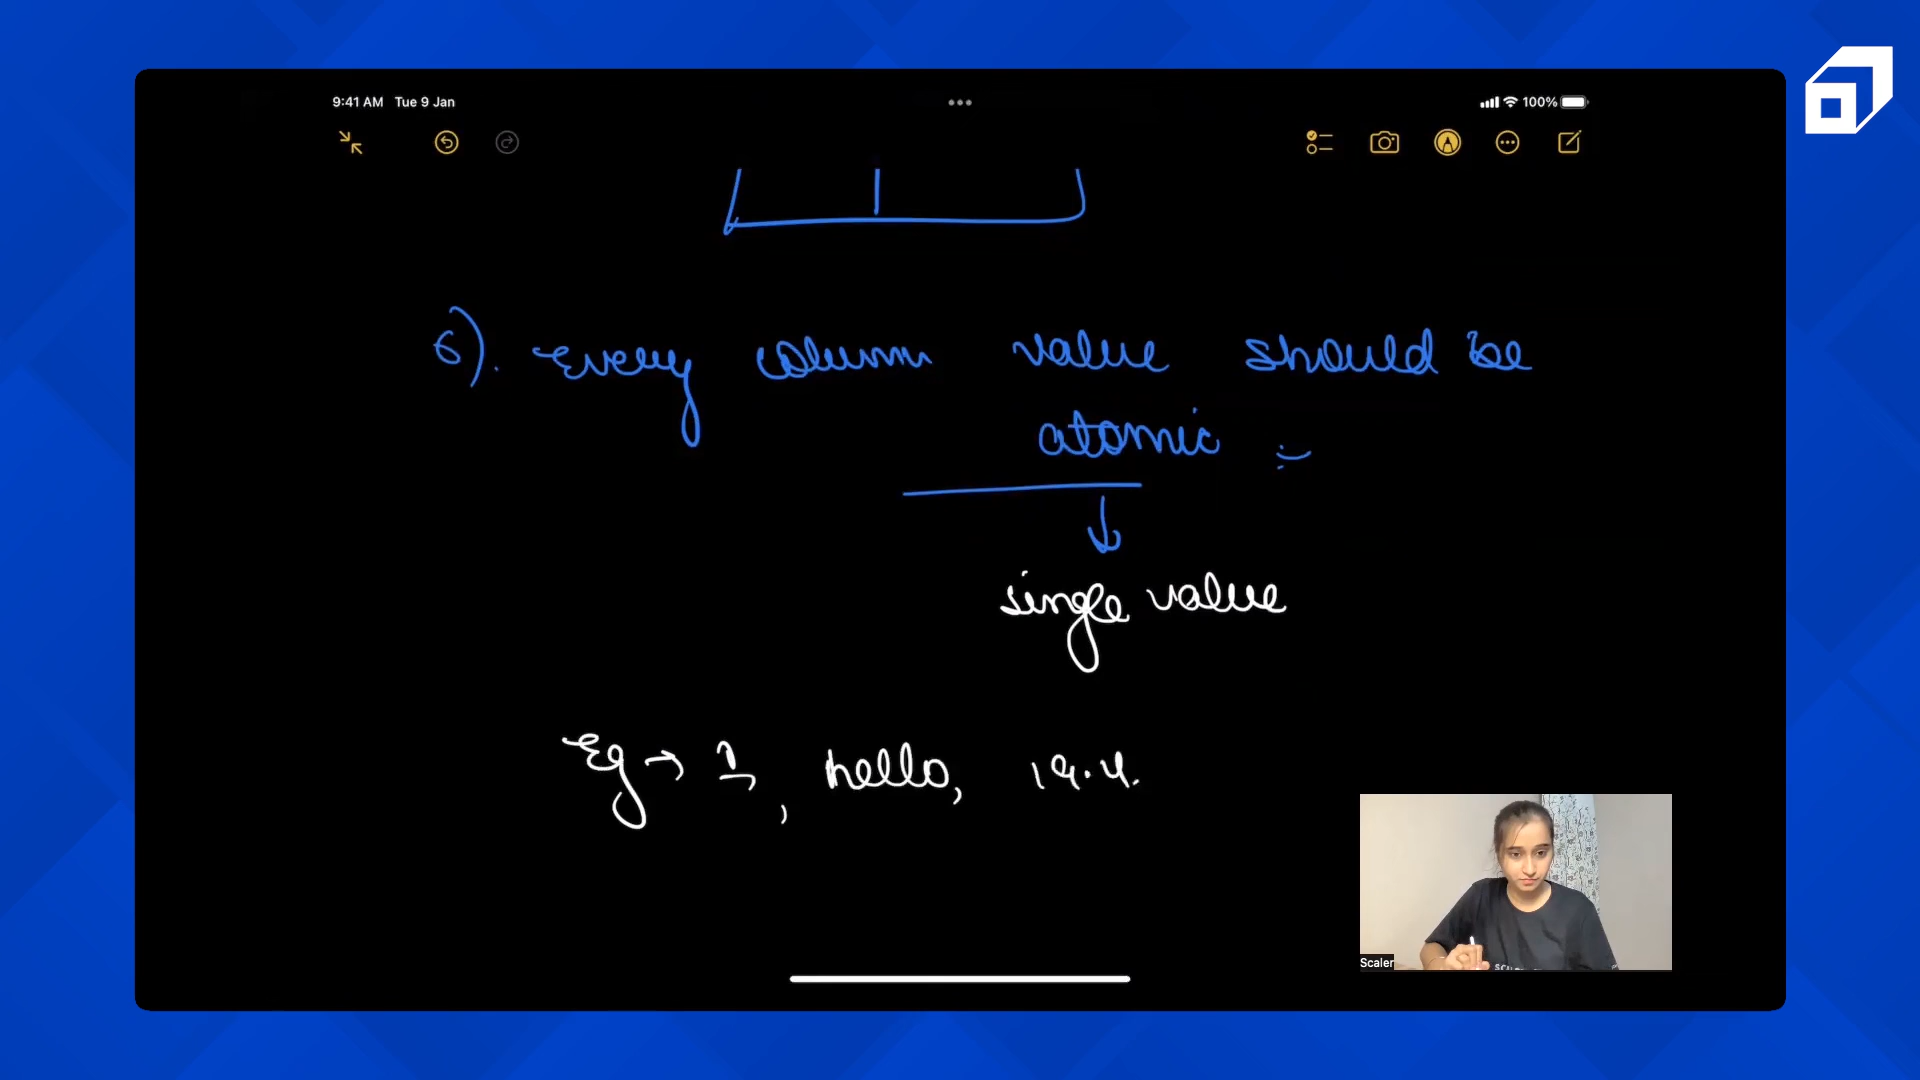 9:41 AM Tue 9 Jan
100%
6). Every column value should be
atomic :-
single value
Eg → 1, hello, 19.4.
Scaler